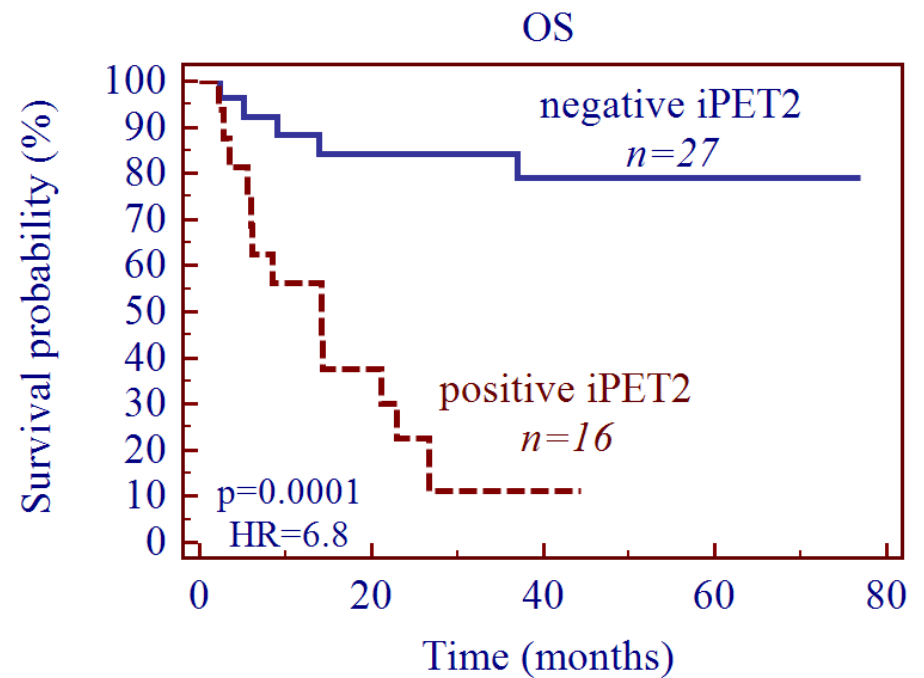 OS
Survival probability (%)
100
90
80
70
60
50
40
30
20
10
0
negative iPET2
n=27
positive iPET2
n=16
p=0.0001
HR=6.8
0 20 40 60 80
Time (months)